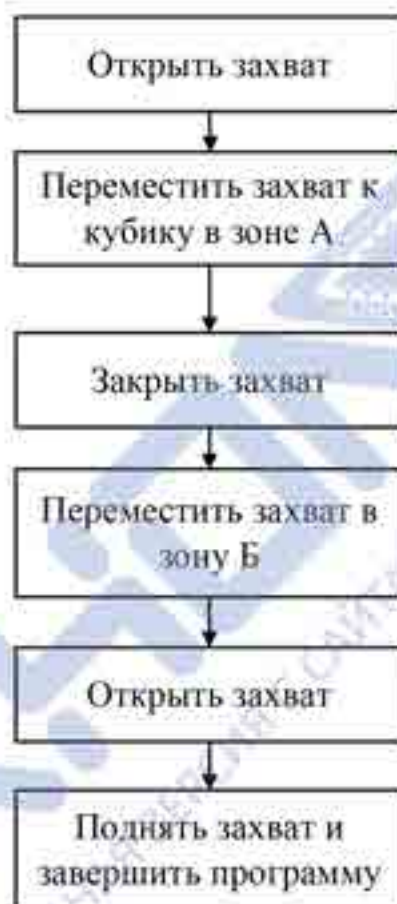 Открыть захват
Переместить захват к
кубику в зоне А
Закрыть захват
Переместить захват в
зону Б
Открыть захват
Поднять захват и
завершить программу